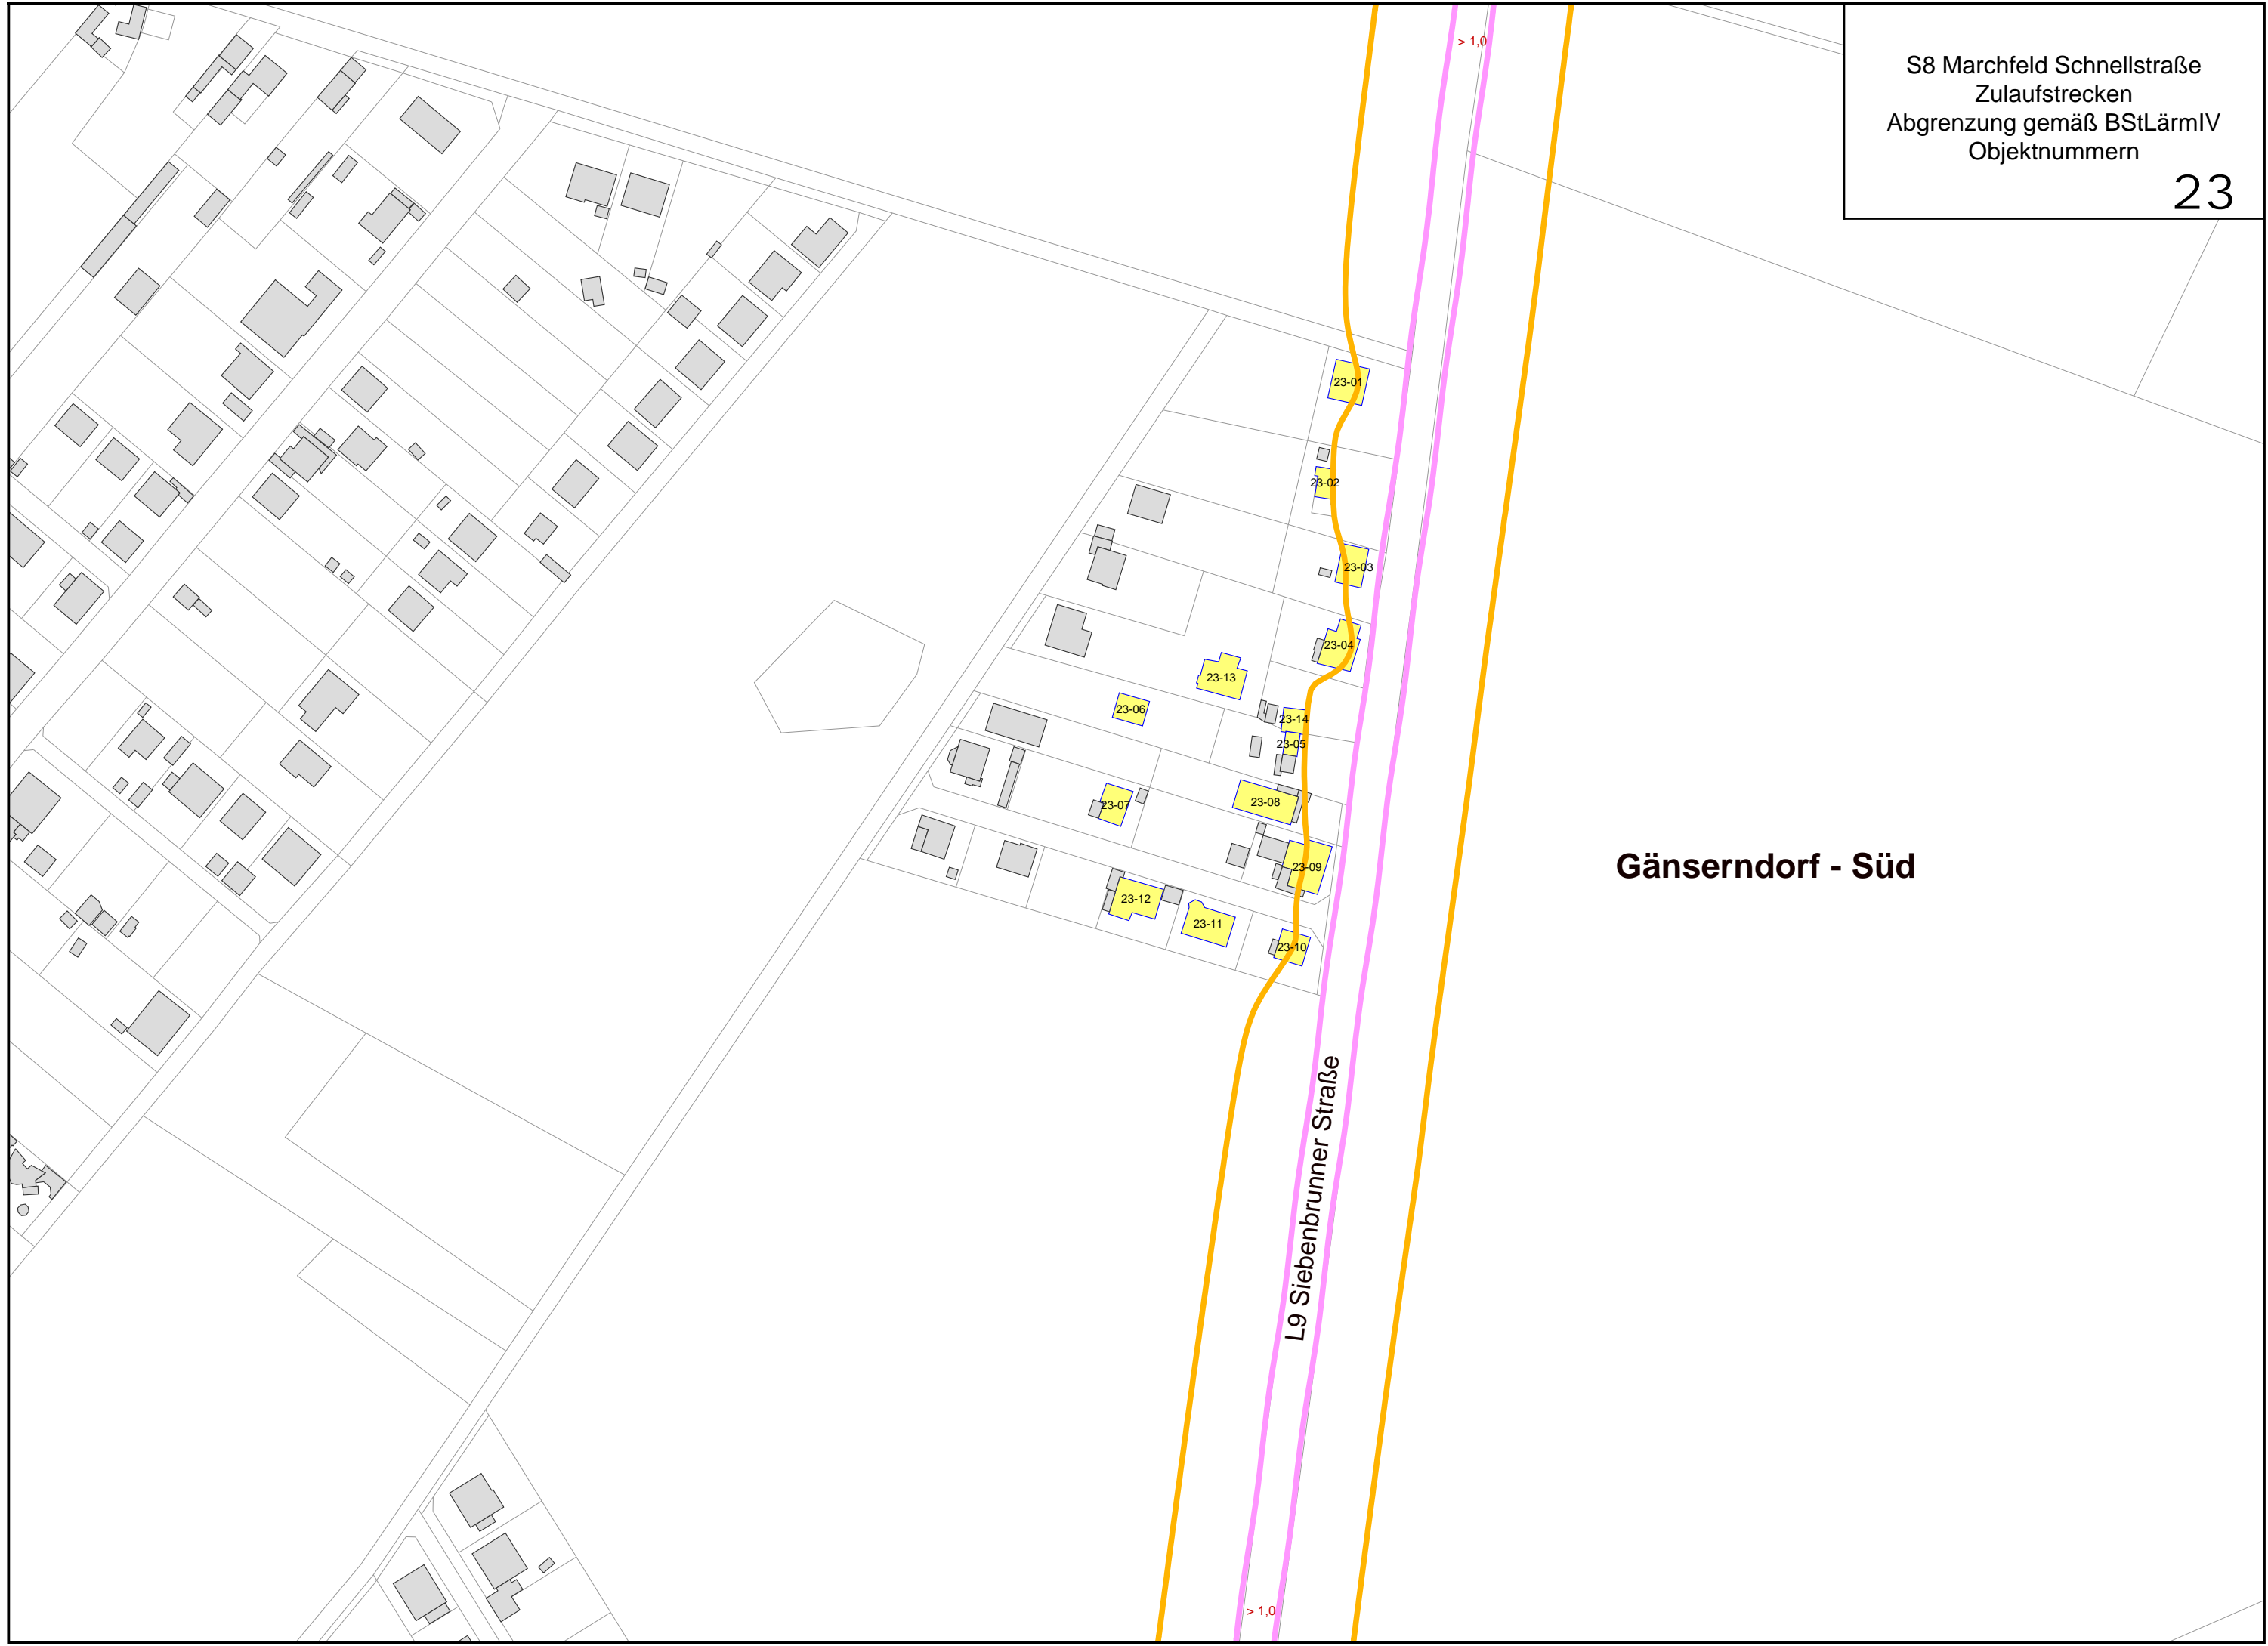 > 1,0
S8 Marchfeld Schnellstraße
Zulaufstrecken
Abgrenzung gemäß BStLärmIV
Objektnummern
23
23-01
23-02
23-03
23-04
23-13
23-06
23-14
23-05
23-08
23-07
23-09
23-12
23-11
23-10
Gänserndorf - Süd
L9 Siebenbrunner Straße
> 1,0